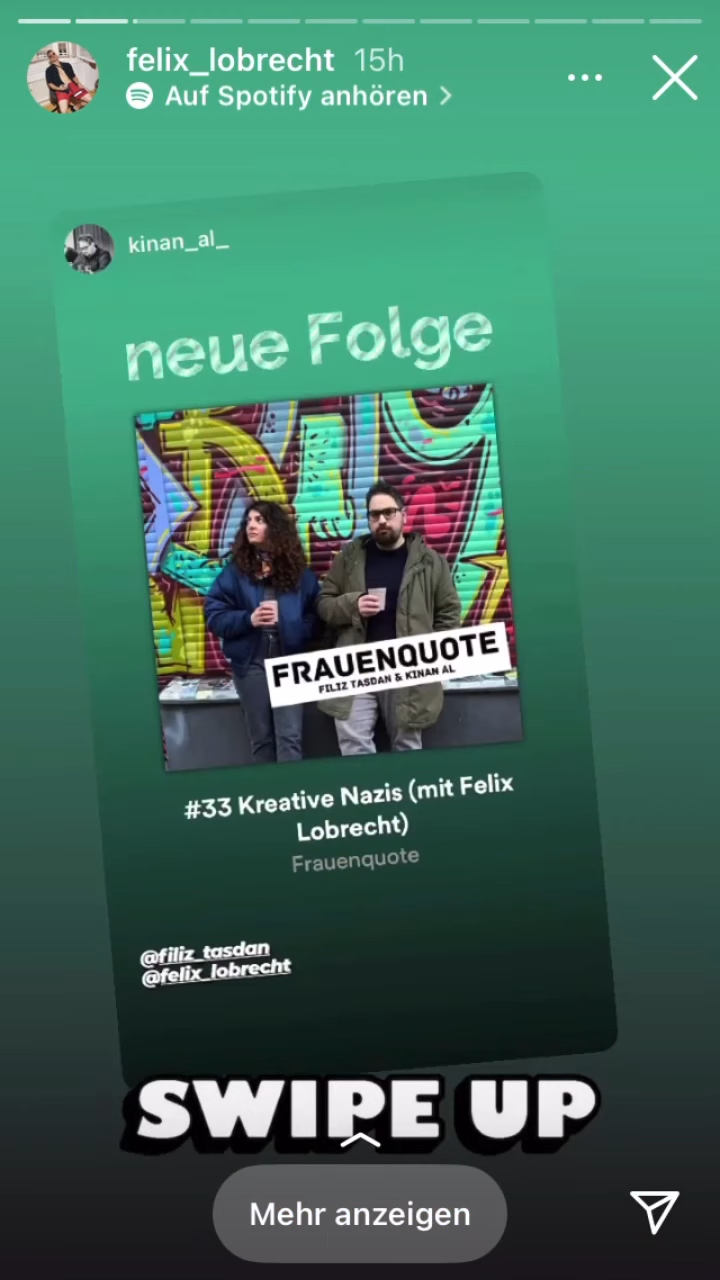 felix_lobrecht 15h
Auf Spotify anhören
kinan_al_
neue Folge
FRAUENQUOTE
FILIZ TASDAN & KINAN AL
#33 Kreative Nazis (mit Felix
Lobrecht)
Frauenquote
@filiz_tasdan
@felix_lobrecht
SWIPE UP
Mehr anzeigen